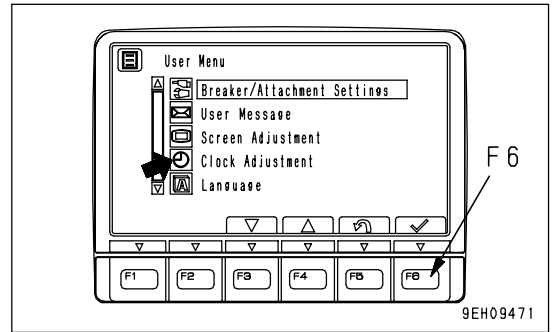 User Menu
Breaker/Attachment Settings
User Message
Screen Adjustment
Clock Adjustment
A Language
F6
F1 F2 F3 F4 F5 F6
9EH09471